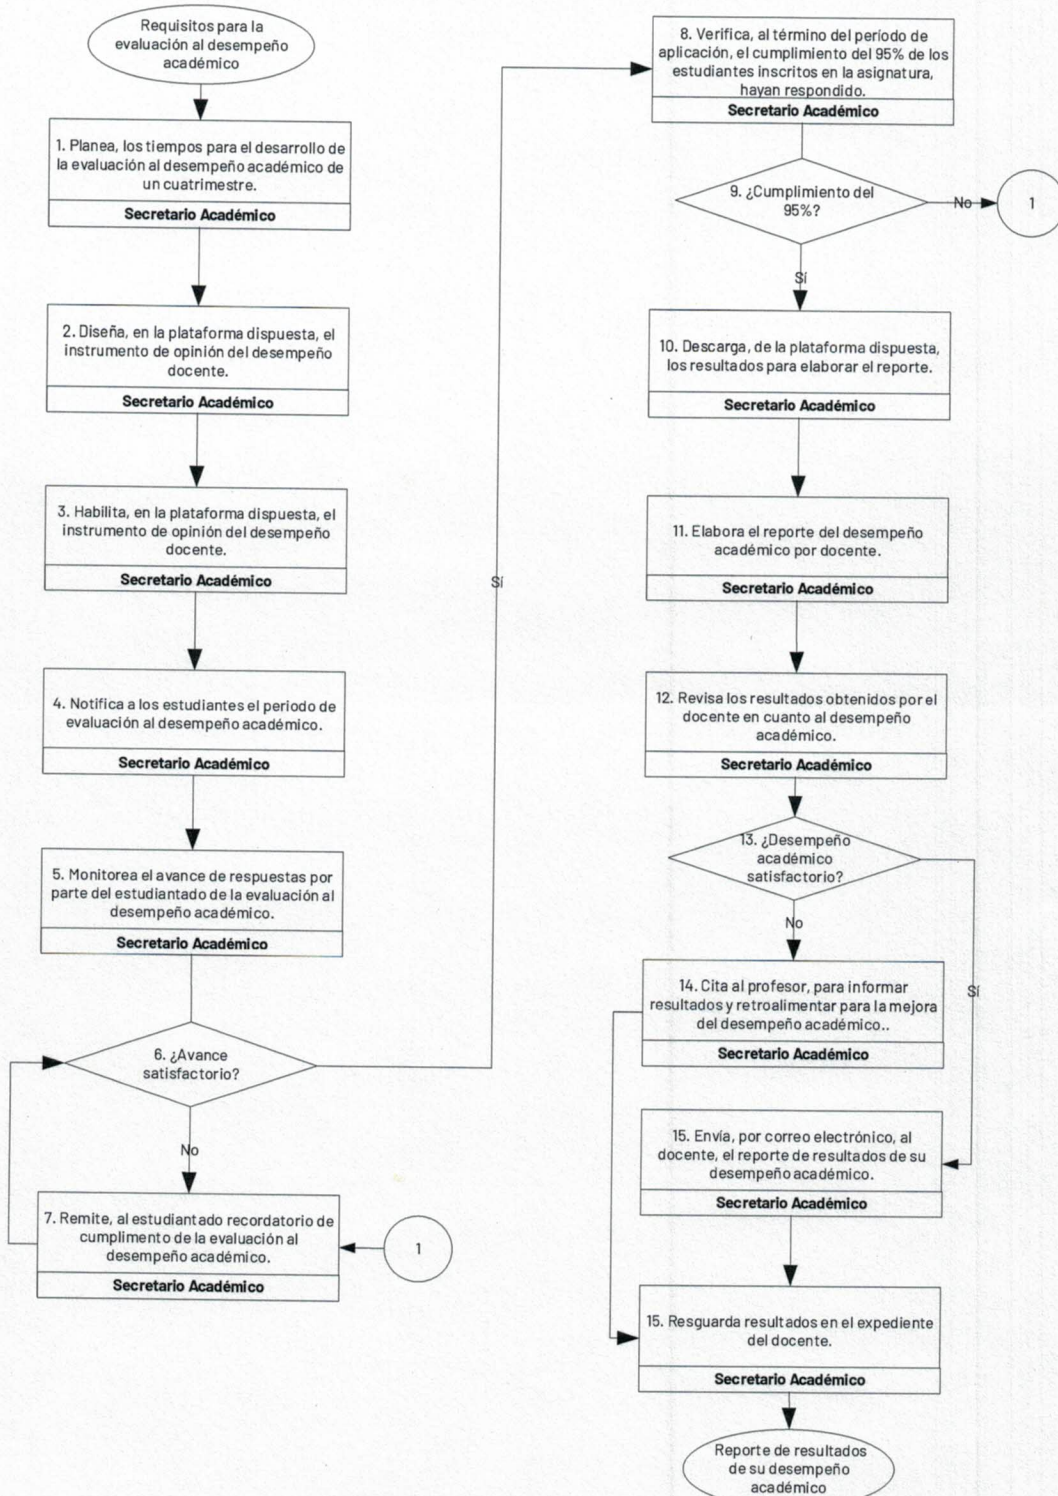 Requisitos para la
evaluación al desempeño
académico
1. Planea, los tiempos para el desarrollo de
la evaluación al desempeño académico de
un cuatrimestre.
Secretario Académico
2. Diseña, en la plataforma dispuesta, el
instrumento de opinión del desempeño
docente.
Secretario Académico
3. Habilita, en la plataforma dispuesta, el
instrumento de opinión del desempeño
docente.
Secretario Académico
4. Notifica a los estudiantes el periodo de
evaluación al desempeño académico.
Secretario Académico
5. Monitorea el avance de respuestas por
parte del estudiantado de la evaluación al
desempeño académico.
Secretario Académico
6. ¿Avance
satisfactorio?
Sí
No
7. Remite, al estudiantado recordatorio de
cumplimento de la evaluación al
desempeño académico.
Secretario Académico
1
8. Verifica, al término del período de
aplicación, el cumplimiento del 95% de los
estudiantes inscritos en la asignatura,
hayan respondido.
Secretario Académico
9. ¿Cumplimiento del
95%?
No
1
Sí
10. Descarga, de la plataforma dispuesta,
los resultados para elaborar el reporte.
Secretario Académico
11. Elabora el reporte del desempeño
académico por docente.
Secretario Académico
12. Revisa los resultados obtenidos por el
docente en cuanto al desempeño
académico.
Secretario Académico
13. ¿Desempeño
académico
satisfactorio?
No
Sí
14. Cita al profesor, para informar
resultados y retroalimentar para la mejora
del desempeño académico..
Secretario Académico
15. Envía, por correo electrónico, al
docente, el reporte de resultados de su
desempeño académico.
Secretario Académico
15. Resguarda resultados en el expediente
del docente.
Secretario Académico
Reporte de resultados
de su desempeño
académico